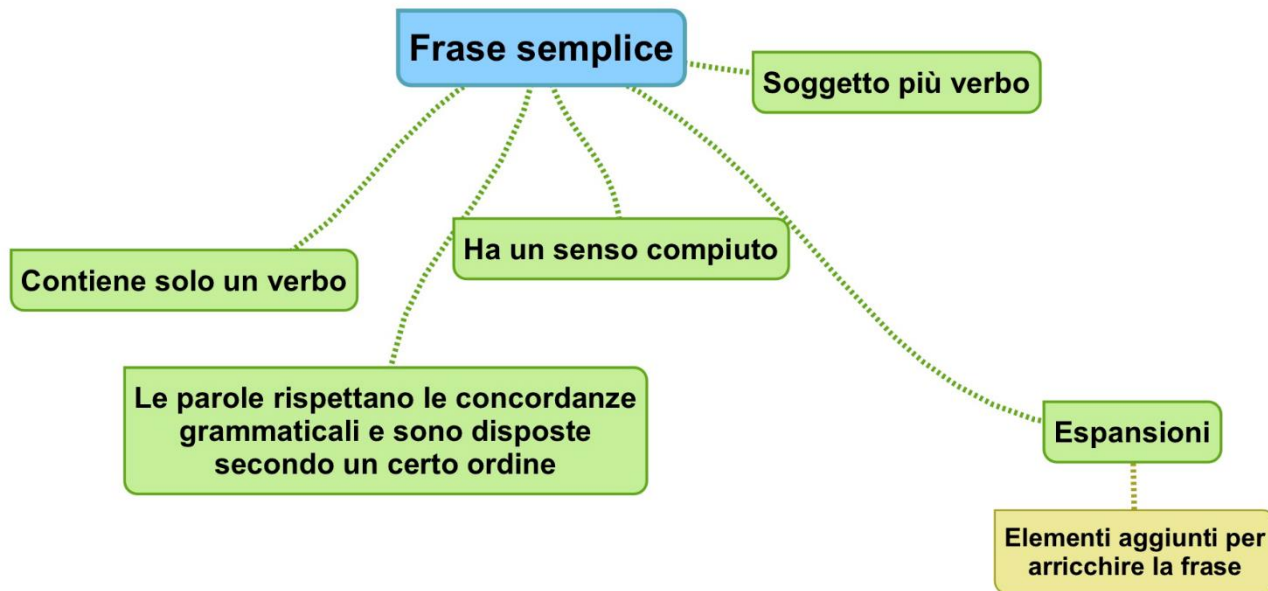 Frase semplice
Soggetto più verbo
Ha un senso compiuto
Contiene solo un verbo
Le parole rispettano le concordanze
grammaticali e sono disposte
secondo un certo ordine
Espansioni
Elementi aggiunti per
arricchire la frase